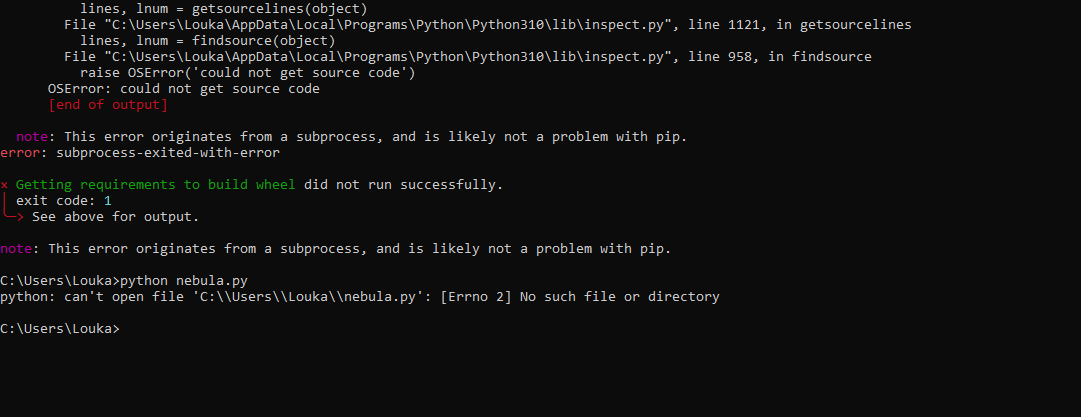 lines, lnum = getsourcelines(object)
File "C:\Users\Louka\AppData\Local\Programs\Python\Python310\lib\inspect.py", line 1121, in getsourcelines
lines, lnum = findsource(object)
File "C:\Users\Louka\AppData\Local\Programs\Python\Python310\lib\inspect.py", line 958, in findsource
raise OSError('could not get source code')
OSError: could not get source code
[end of output]
note: This error originates from a subprocess, and is likely not a problem with pip.
error: subprocess-exited-with-error
× Getting requirements to build wheel did not run successfully.
│ exit code: 1
╰─> See above for output.
note: This error originates from a subprocess, and is likely not a problem with pip.
C:\Users\Louka>python nebula.py
python: can't open file 'C:\\Users\\Louka\\nebula.py': [Errno 2] No such file or directory
C:\Users\Louka>